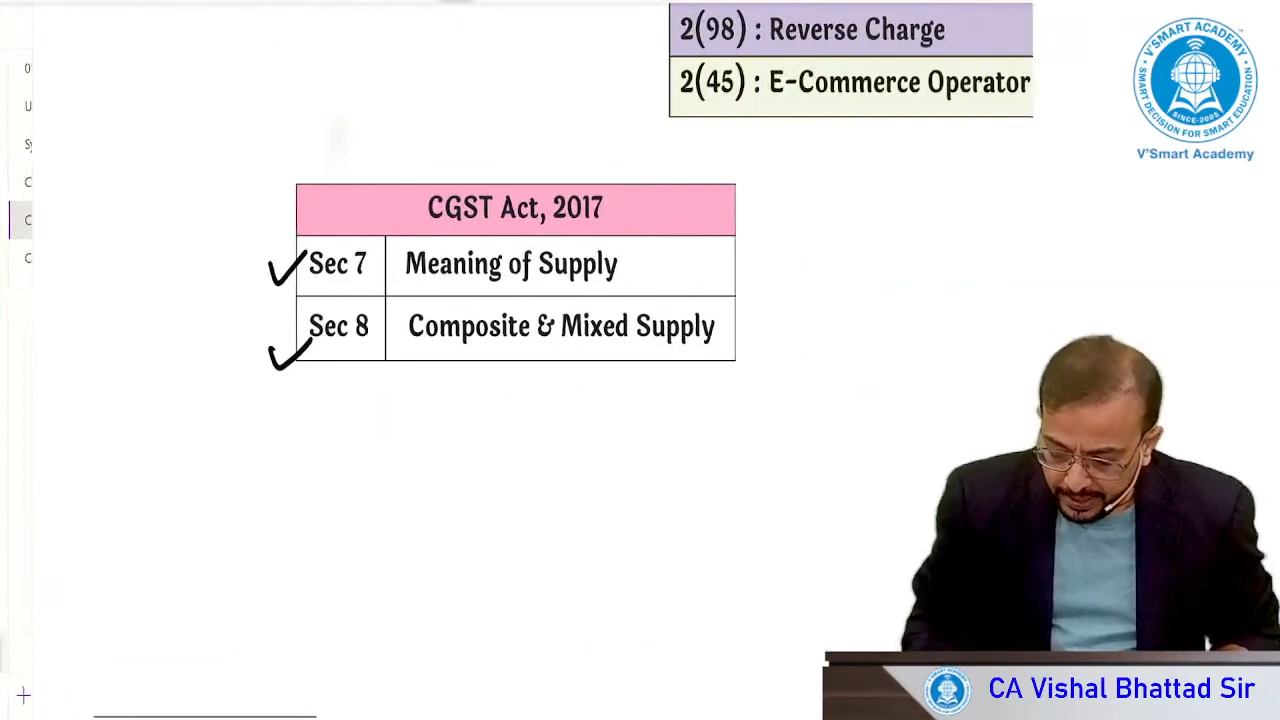 2(98) : Reverse Charge
2(45) : E-Commerce Operator
V'SMART ACADEMY
SMART DECISION FOR SMART EDUCATION
SINCE-2005
V'Smart Academy
CGST Act, 2017
Sec 7 Meaning of Supply
Sec 8 Composite & Mixed Supply
CA Vishal Bhattad Sir